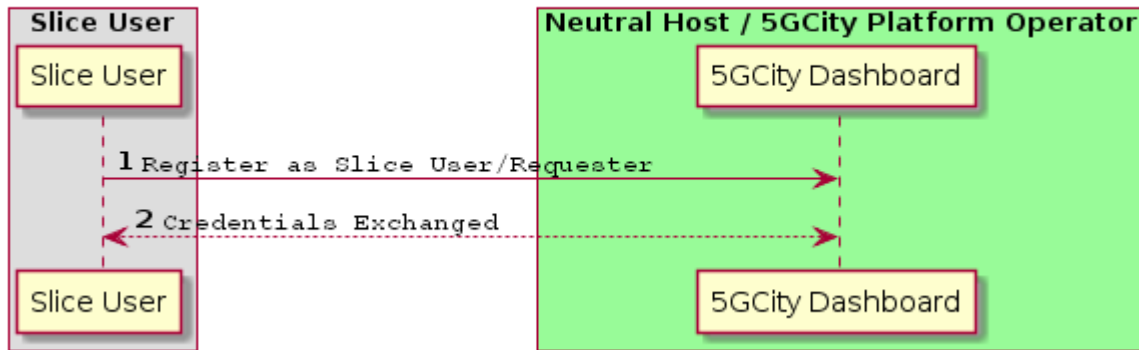 Slice User
Neutral Host / 5GCity Platform Operator
Slice User
5GCity Dashboard
1 Register as Slice User/Requester
2 Credentials Exchanged
Slice User
5GCity Dashboard